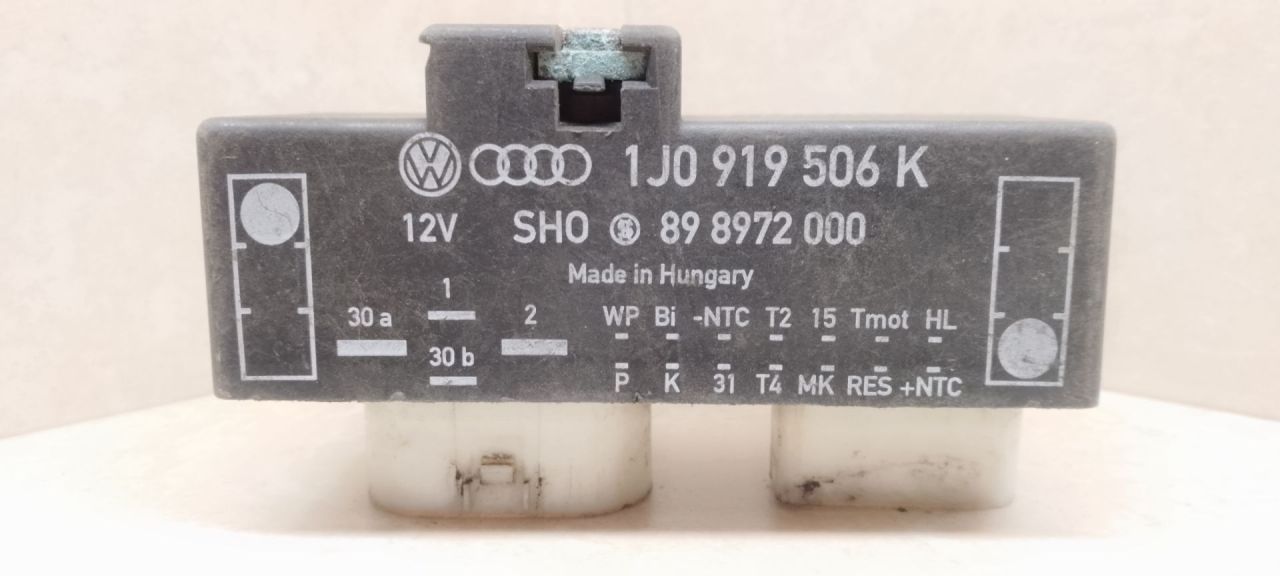 1J0 919 506 K
12V SHO 89 8972 000
Made in Hungary
1
30 a 2 WP Bi -NTC T2 15 Tmot HL
30 b
P K 31 T4 MK RES +NTC